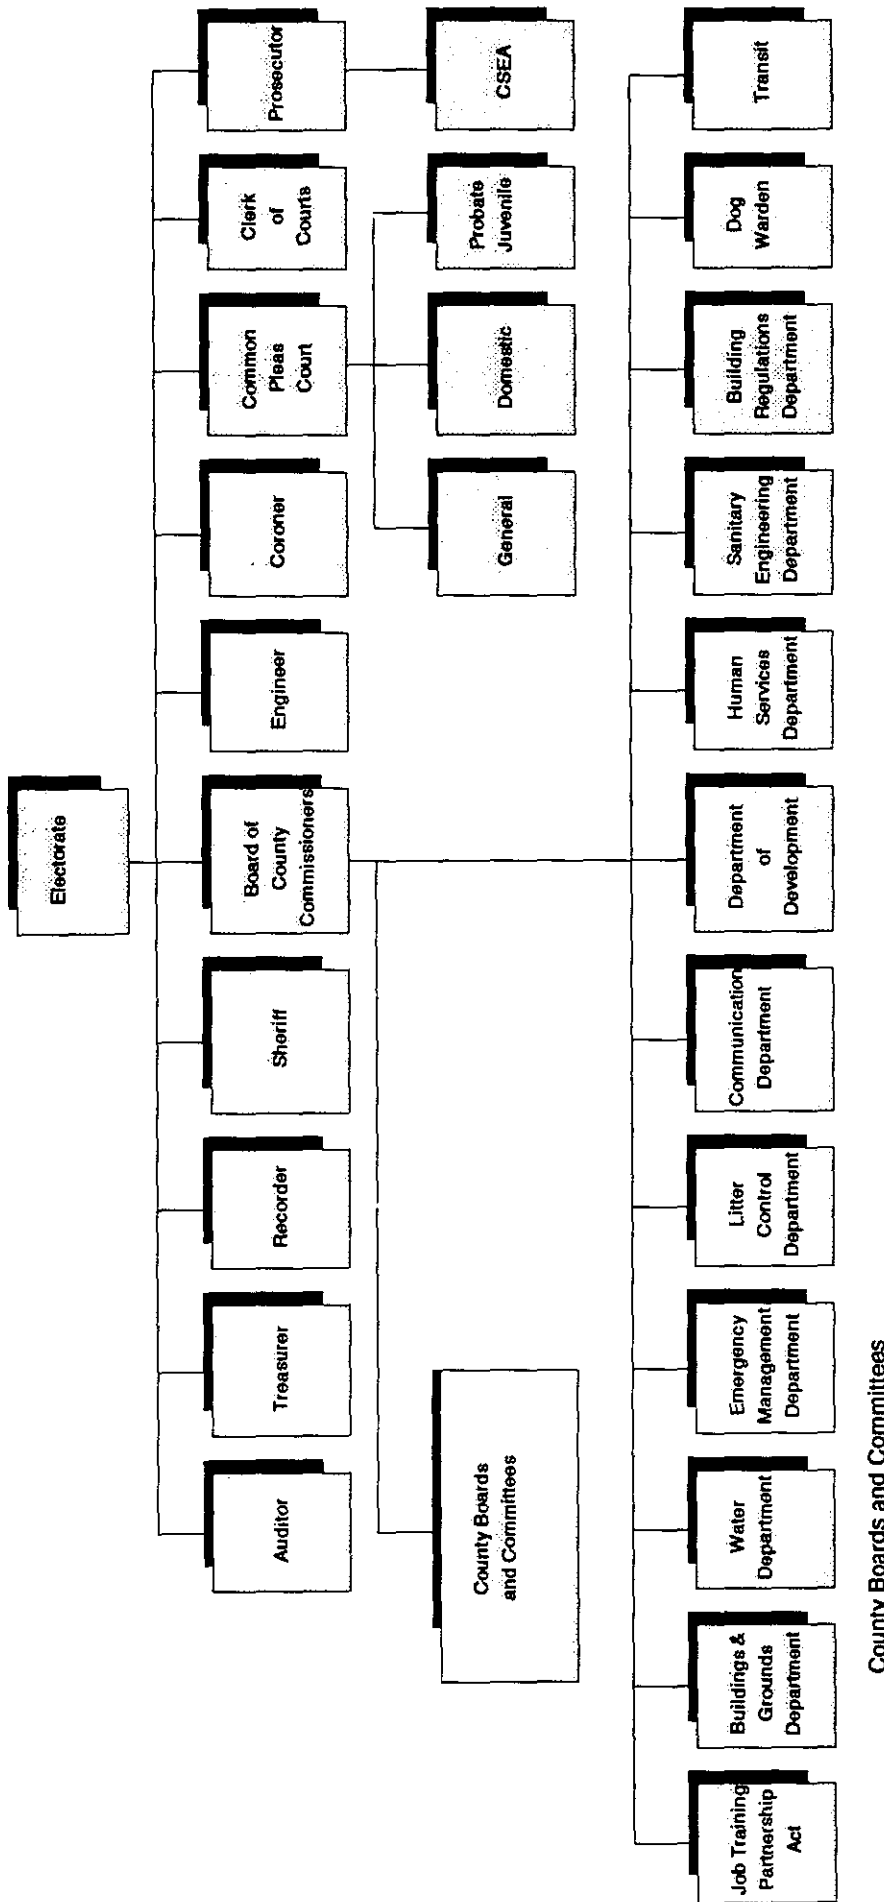 Electorate
Auditor
Treasurer
Recorder
Sheriff
Board of
County
Commissioners
Engineer
Coroner
Common
Pleas
Court
Clerk
of
Courts
Prosecutor
County Boards
and Committees
General
Domestic
Probate
Juvenile
CSEA
Job Training
Partnership
Act
Buildings &
Grounds
Department
Water
Department
Emergency
Management
Department
Litter
Control
Department
Communication
Department
Department
of
Development
Human
Services
Department
Sanitary
Engineering
Department
Building
Regulations
Department
Dog
Warden
Transit
County Boards and Committees